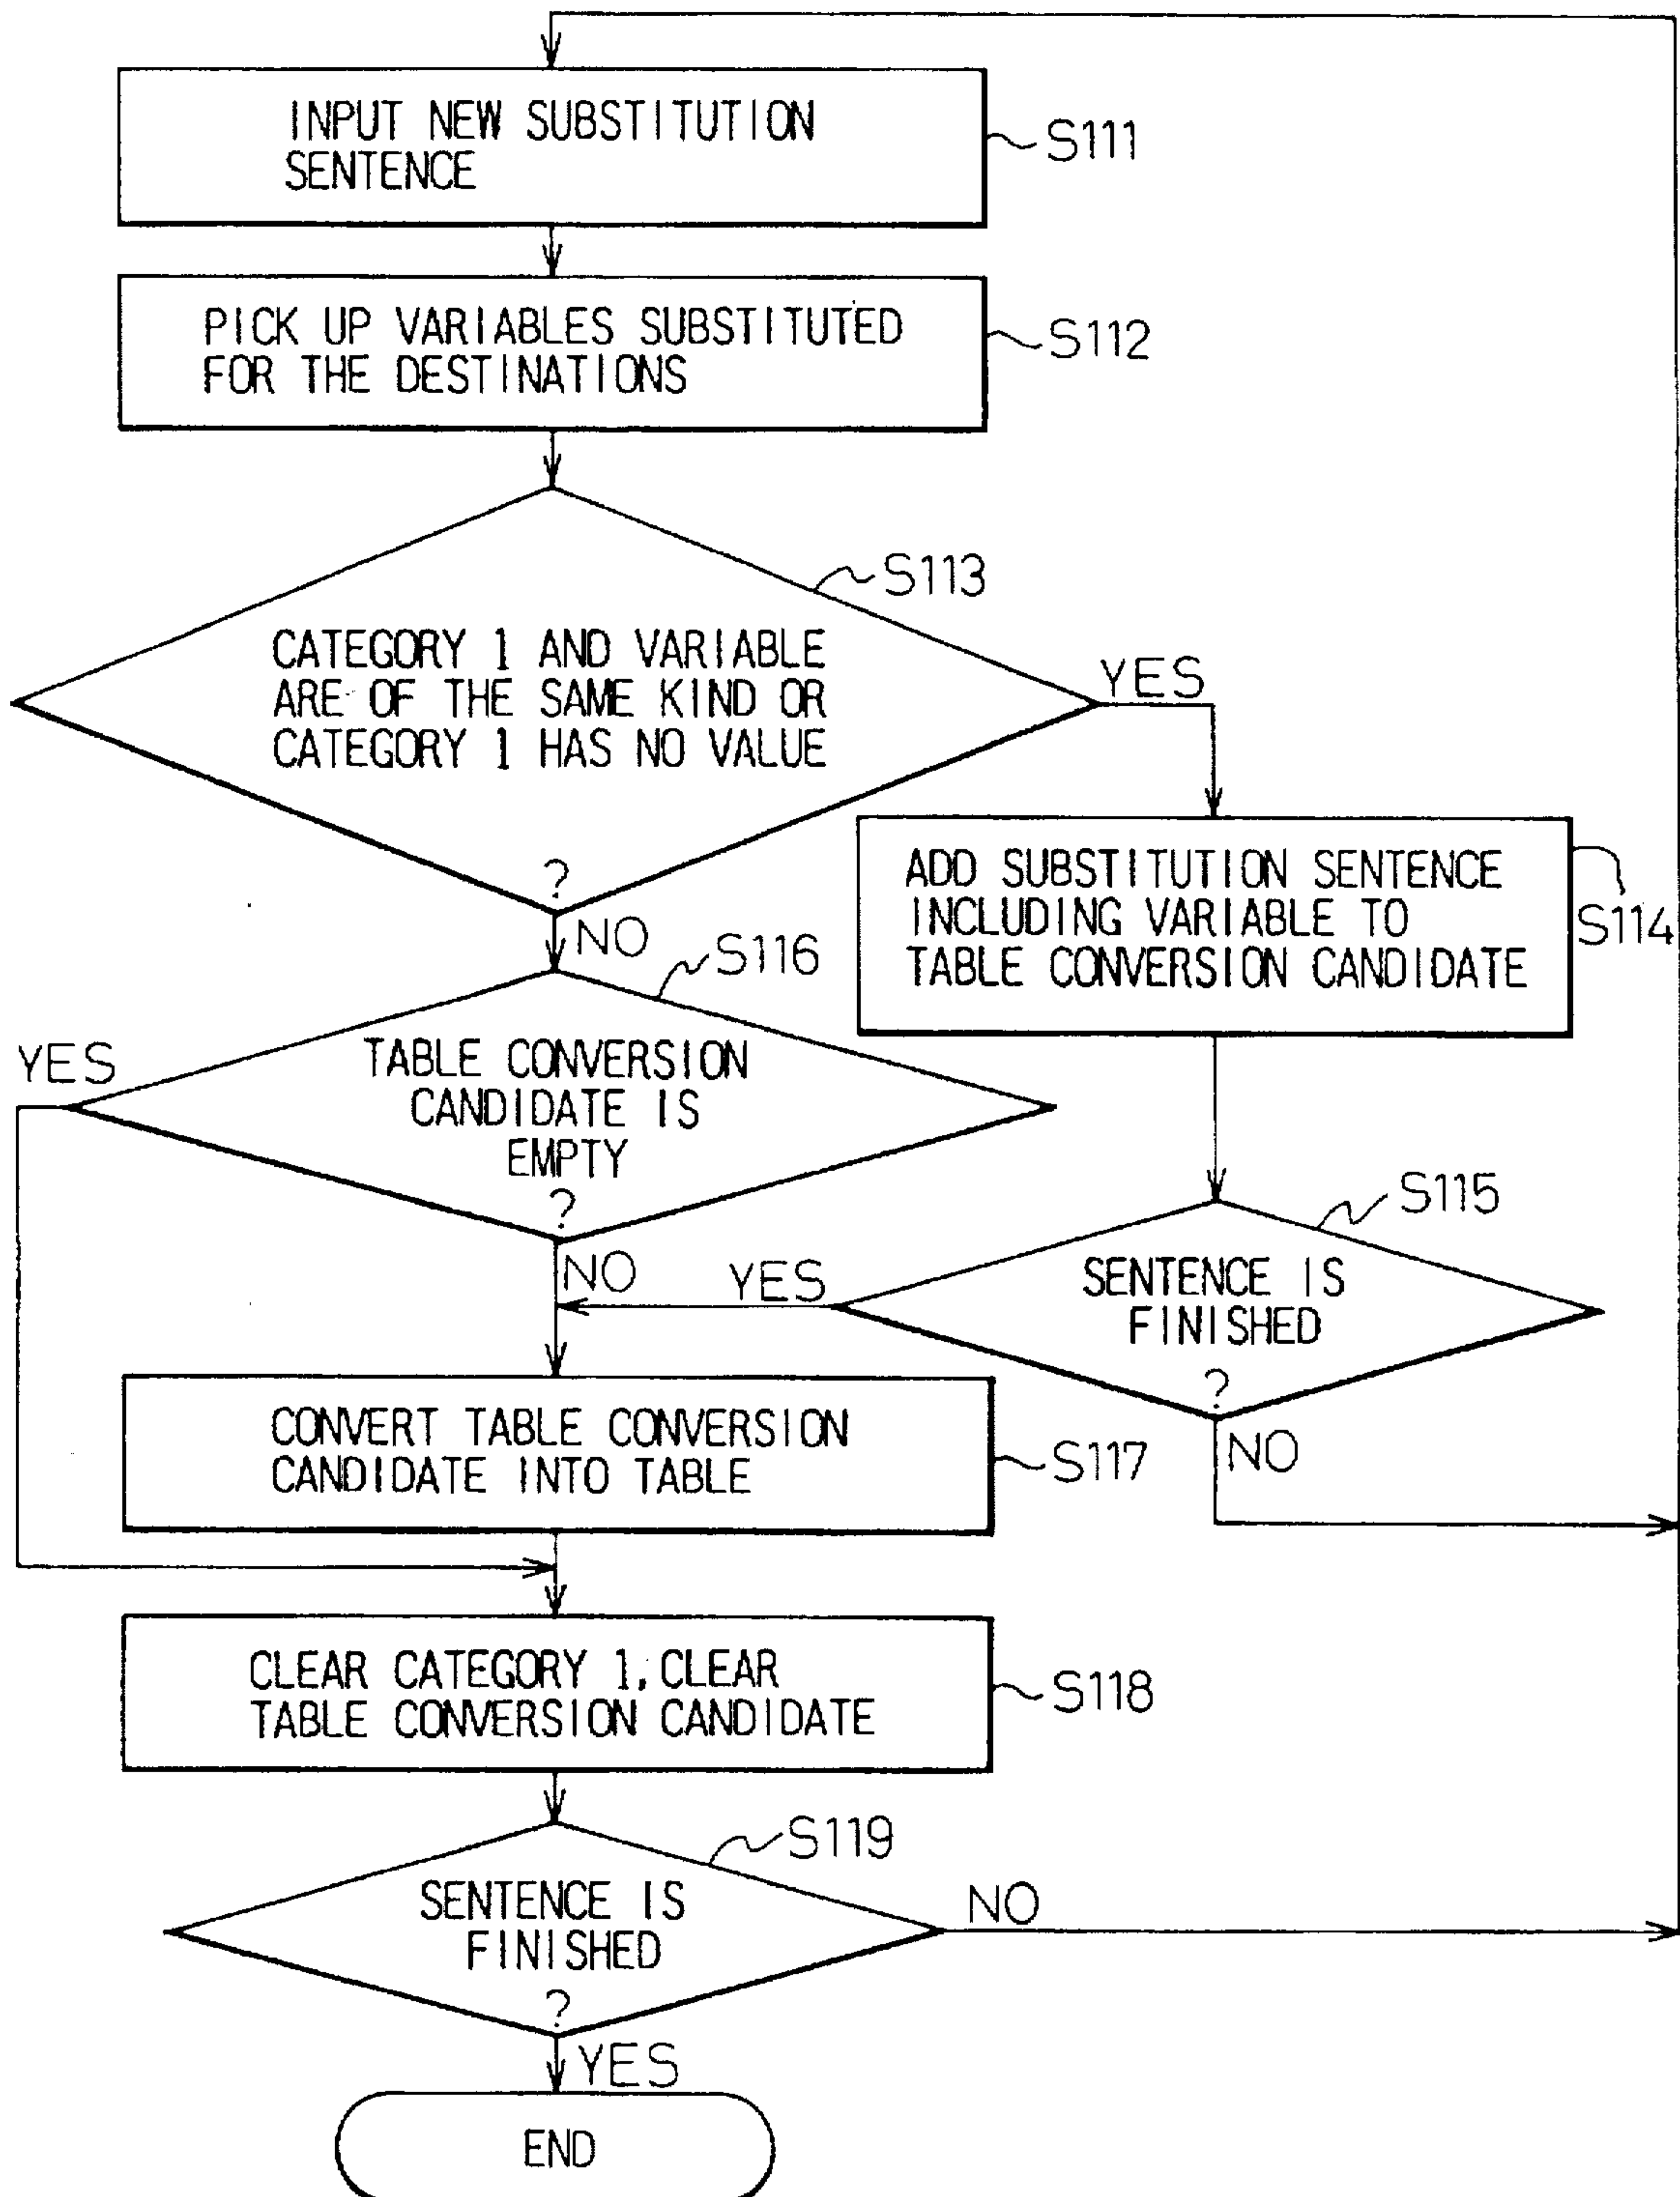 INPUT NEW SUBSTITUTION
SENTENCE
S111
PICK UP VARIABLES SUBSTITUTED
FOR THE DESTINATIONS
S112
S113
CATEGORY 1 AND VARIABLE
ARE OF THE SAME KIND OR
CATEGORY 1 HAS NO VALUE
?
YES
NO
ADD SUBSTITUTION SENTENCE
INCLUDING VARIABLE TO
TABLE CONVERSION CANDIDATE
S114
S116
YES
TABLE CONVERSION
CANDIDATE IS
EMPTY
?
NO
S115
YES
SENTENCE IS
FINISHED
?
NO
CONVERT TABLE CONVERSION
CANDIDATE INTO TABLE
S117
CLEAR CATEGORY 1, CLEAR
TABLE CONVERSION CANDIDATE
S118
S119
SENTENCE IS
FINISHED
?
NO
YES
END